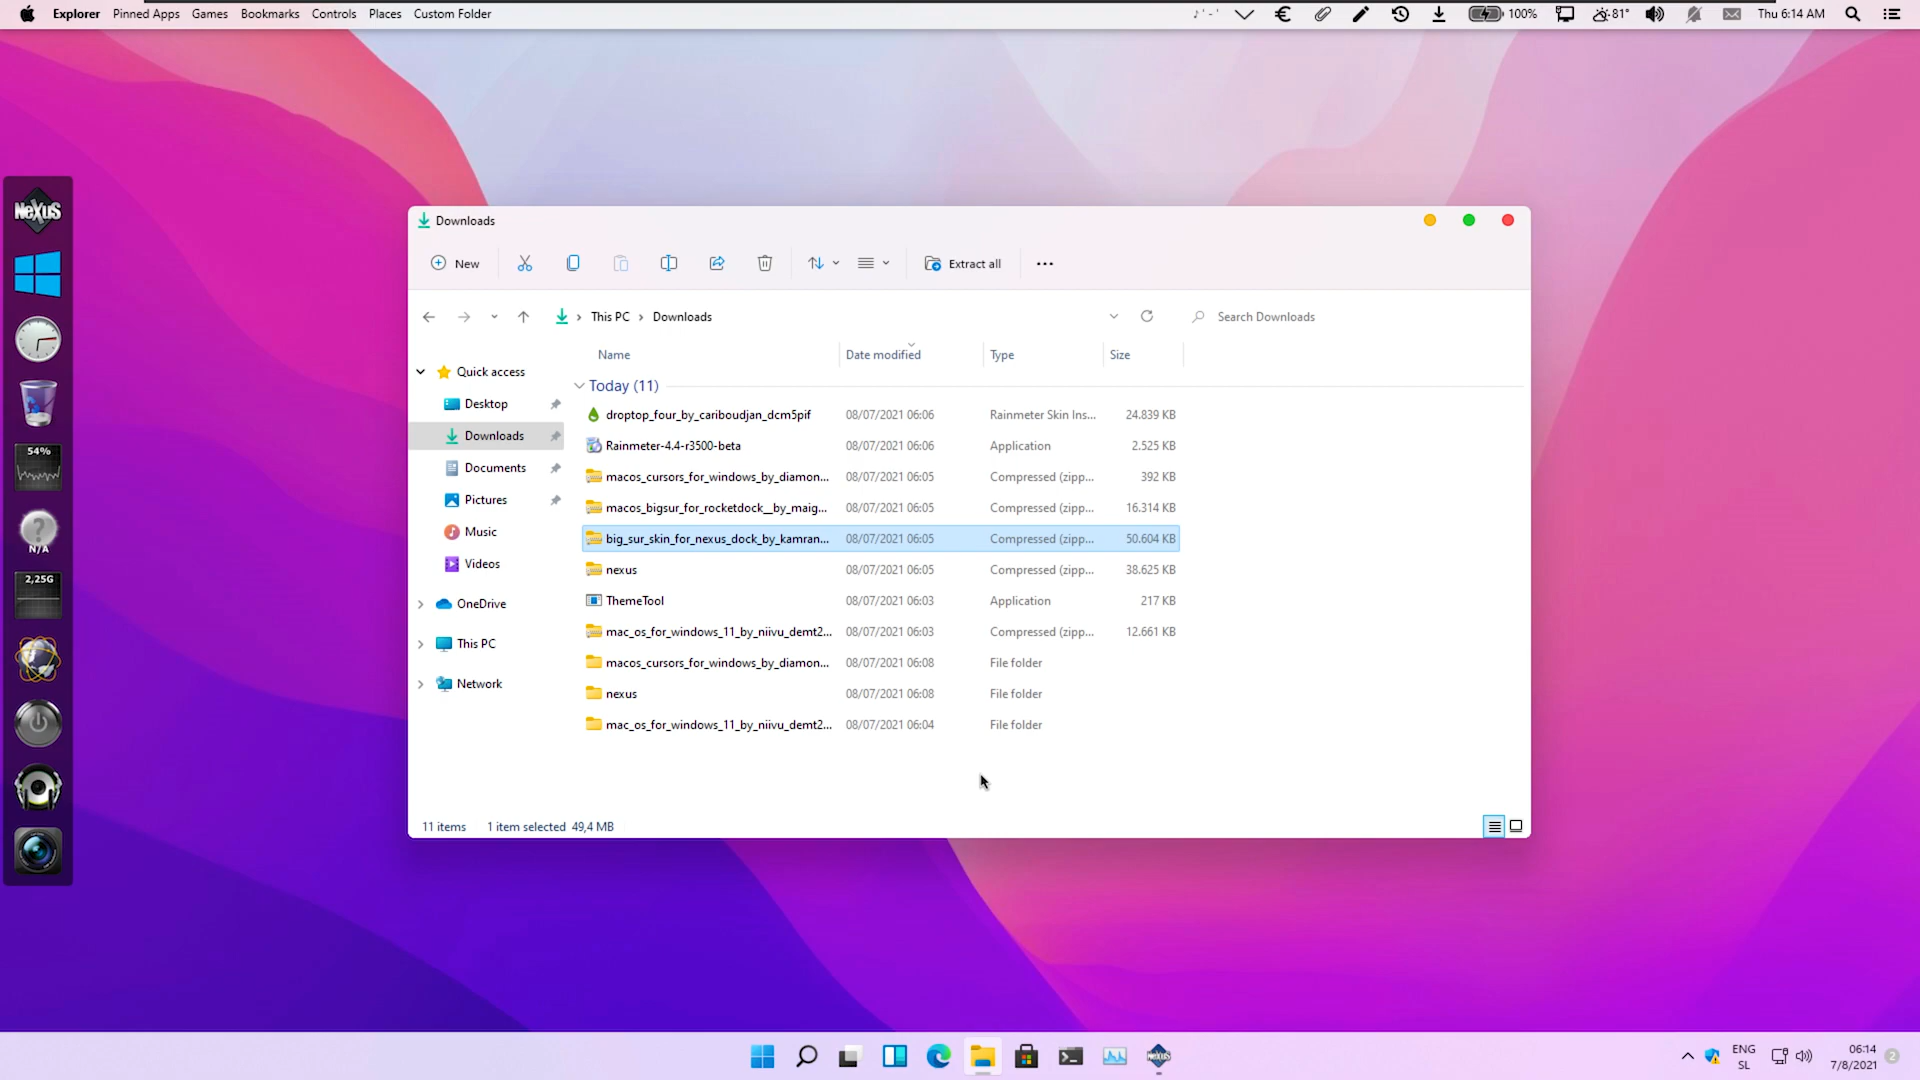 Explorer Pinned Apps Games Bookmarks Controls Places Custom Folder
100% 81° Thu 6:14 AM
NeXuS
54%
?
N/A
2,25G
Downloads
New Extract all
This PC Downloads Search Downloads
Name Date modified Type Size
Quick access
Desktop
Downloads
Documents
Pictures
Music
Videos
OneDrive
This PC
Network
Today (11)
droptop_four_by_cariboudjan_dcm5pif 08/07/2021 06:06 Rainmeter Skin Ins... 24.839 KB
Rainmeter-4.4-r3500-beta 08/07/2021 06:06 Application 2.525 KB
macos_cursors_for_windows_by_diamon... 08/07/2021 06:05 Compressed (zipp... 392 KB
macos_bigsur_for_rocketdock__by_maig... 08/07/2021 06:05 Compressed (zipp... 16.314 KB
big_sur_skin_for_nexus_dock_by_kamran... 08/07/2021 06:05 Compressed (zipp... 50.604 KB
nexus 08/07/2021 06:05 Compressed (zipp... 38.625 KB
ThemeTool 08/07/2021 06:03 Application 217 KB
mac_os_for_windows_11_by_niivu_demt2... 08/07/2021 06:03 Compressed (zipp... 12.661 KB
macos_cursors_for_windows_by_diamon... 08/07/2021 06:08 File folder
nexus 08/07/2021 06:08 File folder
mac_os_for_windows_11_by_niivu_demt2... 08/07/2021 06:04 File folder
11 items 1 item selected 49,4 MB
ENG
SL
06:14
7/8/2021
2